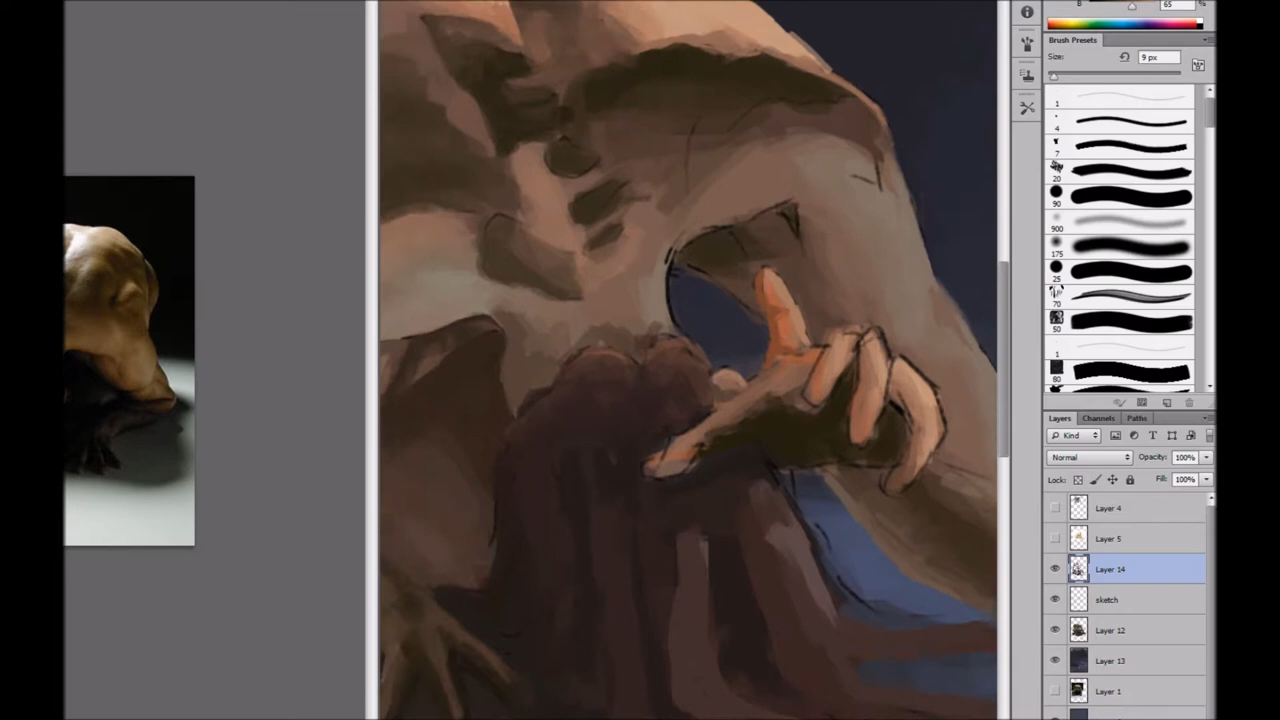 B 65 %
Brush Presets
Size: 9 px
1
4
7
20
90
900
175
25
70
50
1
80
Layers Channels Paths
Kind
Normal Opacity: 100%
Lock: Fill: 100%
Layer 4
Layer 5
Layer 14
sketch
Layer 12
Layer 13
Layer 1